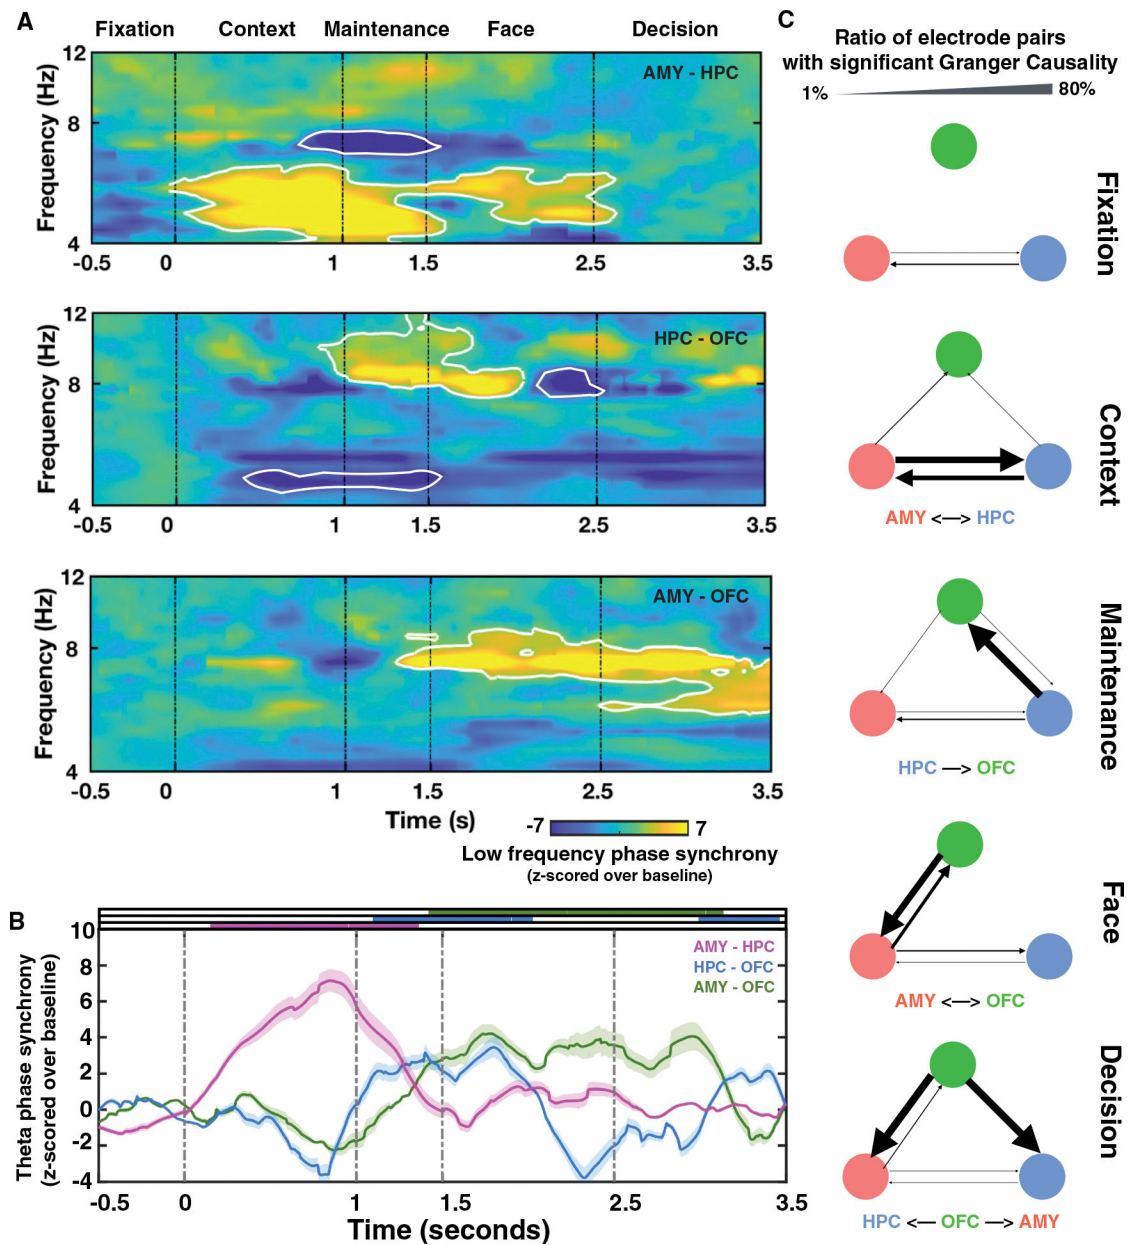 A
Fixation Context Maintenance Face Decision
12
8
4
Frequency (Hz)
AMY - HPC
-0.5 0 1 1.5 2.5 3.5
12
8
4
Frequency (Hz)
HPC - OFC
-0.5 0 1 1.5 2.5 3.5
12
8
4
Frequency (Hz)
AMY - OFC
-0.5 0 1 1.5 2.5 3.5
Time (s)
-7 7
Low frequency phase synchrony
(z-scored over baseline)
B
10
8
6
4
2
0
-2
-4
Theta phase synchrony
(z-scored over baseline)
AMY - HPC
HPC - OFC
AMY - OFC
-0.5 0 1 1.5 2.5 3.5
Time (seconds)
C
Ratio of electrode pairs
with significant Granger Causality
1% 80%
Fixation
Context
AMY <—> HPC
Maintenance
HPC —> OFC
Face
AMY <—> OFC
Decision
HPC <— OFC —> AMY